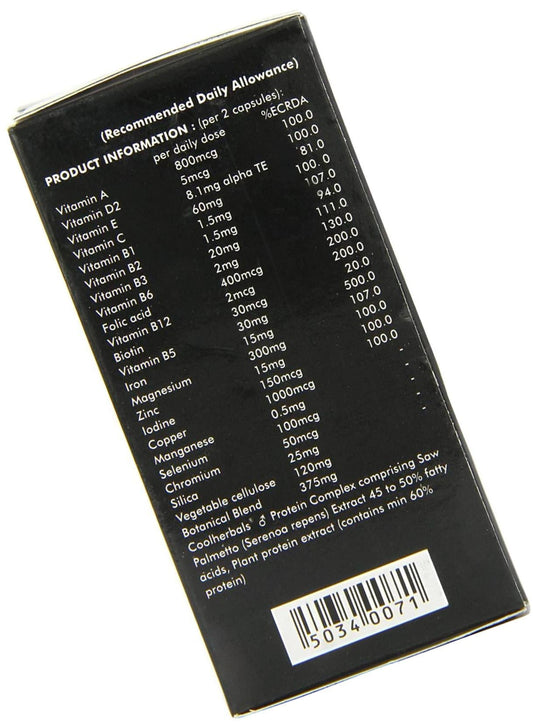 (Recommended Daily Allowance)
PRODUCT INFORMATION : (per 2 capsules):
per daily dose %ECRDA
Vitamin A 800mcg 100.0
Vitamin D2 5mcg 100.0
Vitamin E 8.1mg alpha TE 81.0
Vitamin C 60mg 100.0
Vitamin B1 1.5mg 107.0
Vitamin B2 1.5mg 94.0
Vitamin B3 20mg 111.0
Vitamin B6 2mg 130.0
Folic acid 400mcg 200.0
Vitamin B12 2mcg 200.0
Biotin 30mcg 20.0
Vitamin B5 30mg 500.0
Iron 15mg 107.0
Magnesium 300mg 100.0
Zinc 15mg 100.0
Iodine 150mcg 100.0
Copper 1000mcg -
Manganese 0.5mg -
Selenium 100mcg -
Chromium 50mcg -
Silica 25mg -
Vegetable cellulose 120mg
Botanical Blend 375mg
Coolherbals® ♂ Protein Complex comprising Saw
Palmetto (Serenoa repens) Extract 45 to 50% fatty
acids, Plant protein extract (contains min 60%
protein)
5034 0071